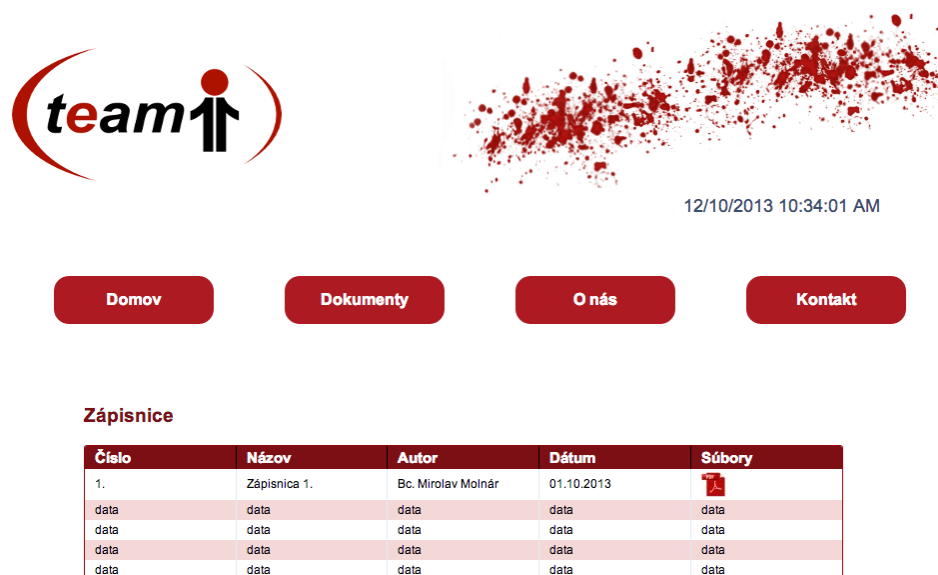 team
12/10/2013 10:34:01 AM
Domov Dokumenty O nás Kontakt
Zápisnice
Číslo Názov Autor Dátum Súbory
1. Zápisnica 1. Bc. Mirolav Molnár 01.10.2013 PDF
data data data data data
data data data data data
data data data data data
data data data data data